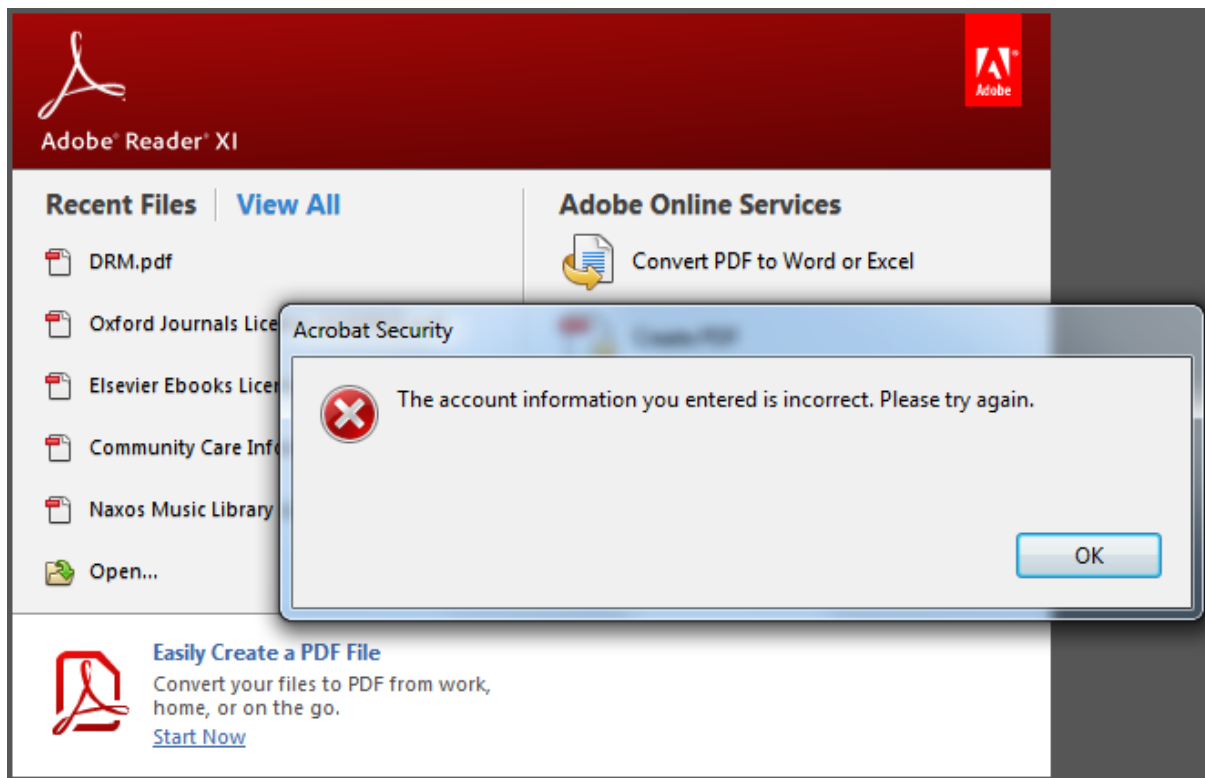 Adobe® Reader® XI
Adobe
Recent Files
View All
DRM.pdf
Oxford Journals Lice
Elsevier Ebooks Licen
Community Care Info
Naxos Music Library
Open...
Adobe Online Services
Convert PDF to Word or Excel
Create PDF
Acrobat Security
The account information you entered is incorrect. Please try again.
OK
Easily Create a PDF File
Convert your files to PDF from work,
home, or on the go.
Start Now